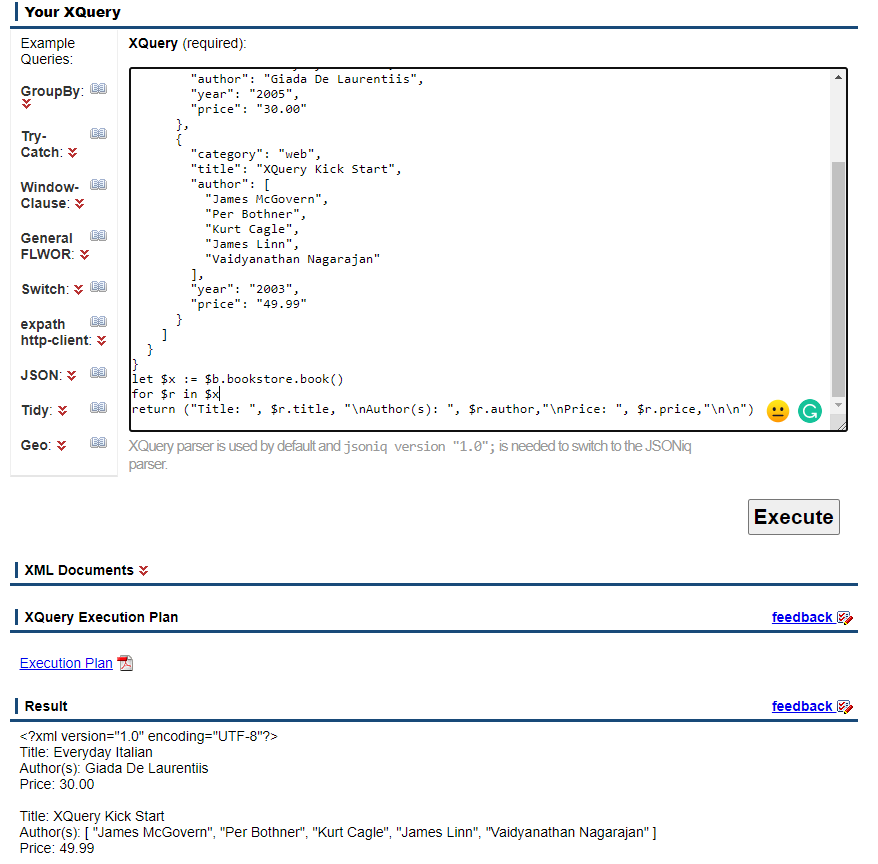 Your XQuery
Example
Queries:
GroupBy:
Try-
Catch:
Window-
Clause:
General
FLWOR:
Switch:
expath
http-client:
JSON:
Tidy:
Geo:
XQuery (required):
"author": "Giada De Laurentiis",
"year": "2005",
"price": "30.00"
},
{
"category": "web",
"title": "XQuery Kick Start",
"author": [
"James McGovern",
"Per Bothner",
"Kurt Cagle",
"James Linn",
"Vaidyanathan Nagarajan"
],
"year": "2003",
"price": "49.99"
}
]
}
}
let $x := $b.bookstore.book()
for $r in $x
return ("Title: ", $r.title, "\nAuthor(s): ", $r.author,"\nPrice: ", $r.price,"\n\n")
XQuery parser is used by default and jsoniq version "1.0"; is needed to switch to the JSONiq
parser.
Execute
XML Documents
XQuery Execution Plan
feedback
Execution Plan
Result
feedback
<?xml version="1.0" encoding="UTF-8"?>
Title: Everyday Italian
Author(s): Giada De Laurentiis
Price: 30.00
Title: XQuery Kick Start
Author(s): [ "James McGovern", "Per Bothner", "Kurt Cagle", "James Linn", "Vaidyanathan Nagarajan" ]
Price: 49.99